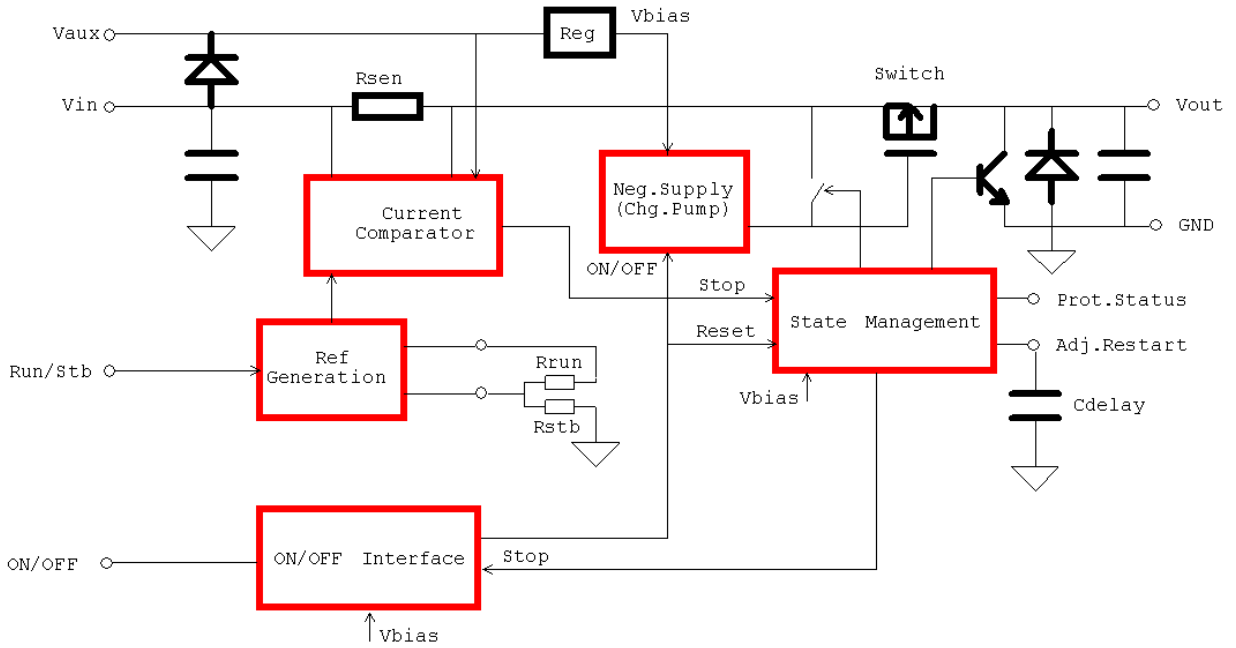 Vbias
Vaux
Reg
Switch
Rsen
Vin
Vout
Neg.Supply
(Chg.Pump)
Current
Comparator
GND
ON/OFF
Stop
Prot.Status
State Management
Reset
Adj.Restart
Ref
Generation
Rrun
Run/Stb
Vbias
Cdelay
Rstb
ON/OFF
ON/OFF Interface
Stop
Vbias